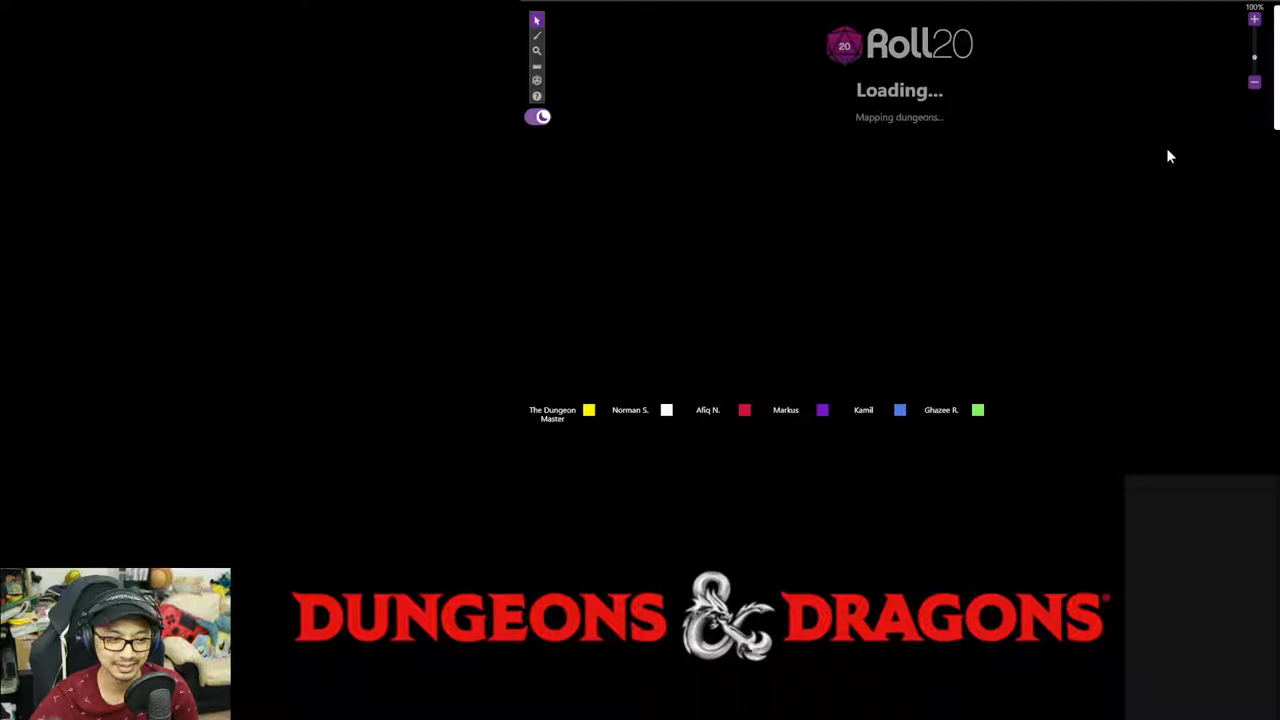 100%
20 Roll20
Loading...
Mapping dungeons...
The Dungeon Master
Norman S.
Afiq N.
Markus
Kamil
Ghazee R.
DUNGEONS & DRAGONS®